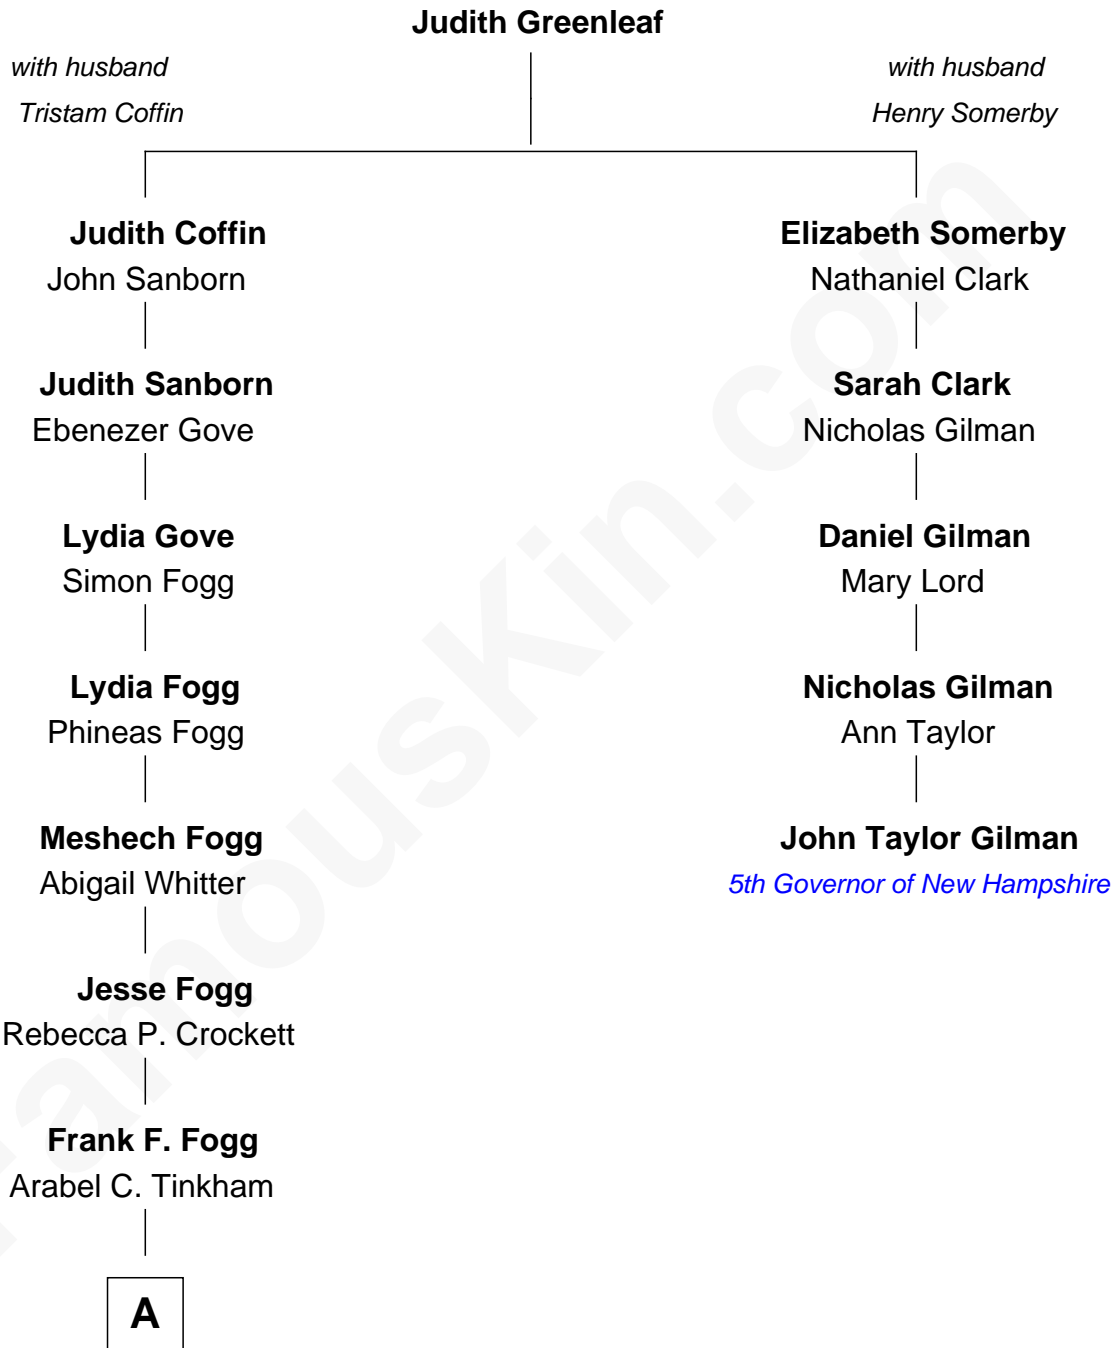 Judith Greenleaf
with husband
Tristam Coffin
with husband
Henry Somerby
Judith Coffin
John Sanborn
Elizabeth Somerby
Nathaniel Clark
Judith Sanborn
Ebenezer Gove
Sarah Clark
Nicholas Gilman
Lydia Gove
Simon Fogg
Daniel Gilman
Mary Lord
Lydia Fogg
Phineas Fogg
Nicholas Gilman
Ann Taylor
Meshech Fogg
Abigail Whitter
John Taylor Gilman
5th Governor of New Hampshire
Jesse Fogg
Rebecca P. Crockett
Frank F. Fogg
Arabel C. Tinkham
A
FamousKin.com